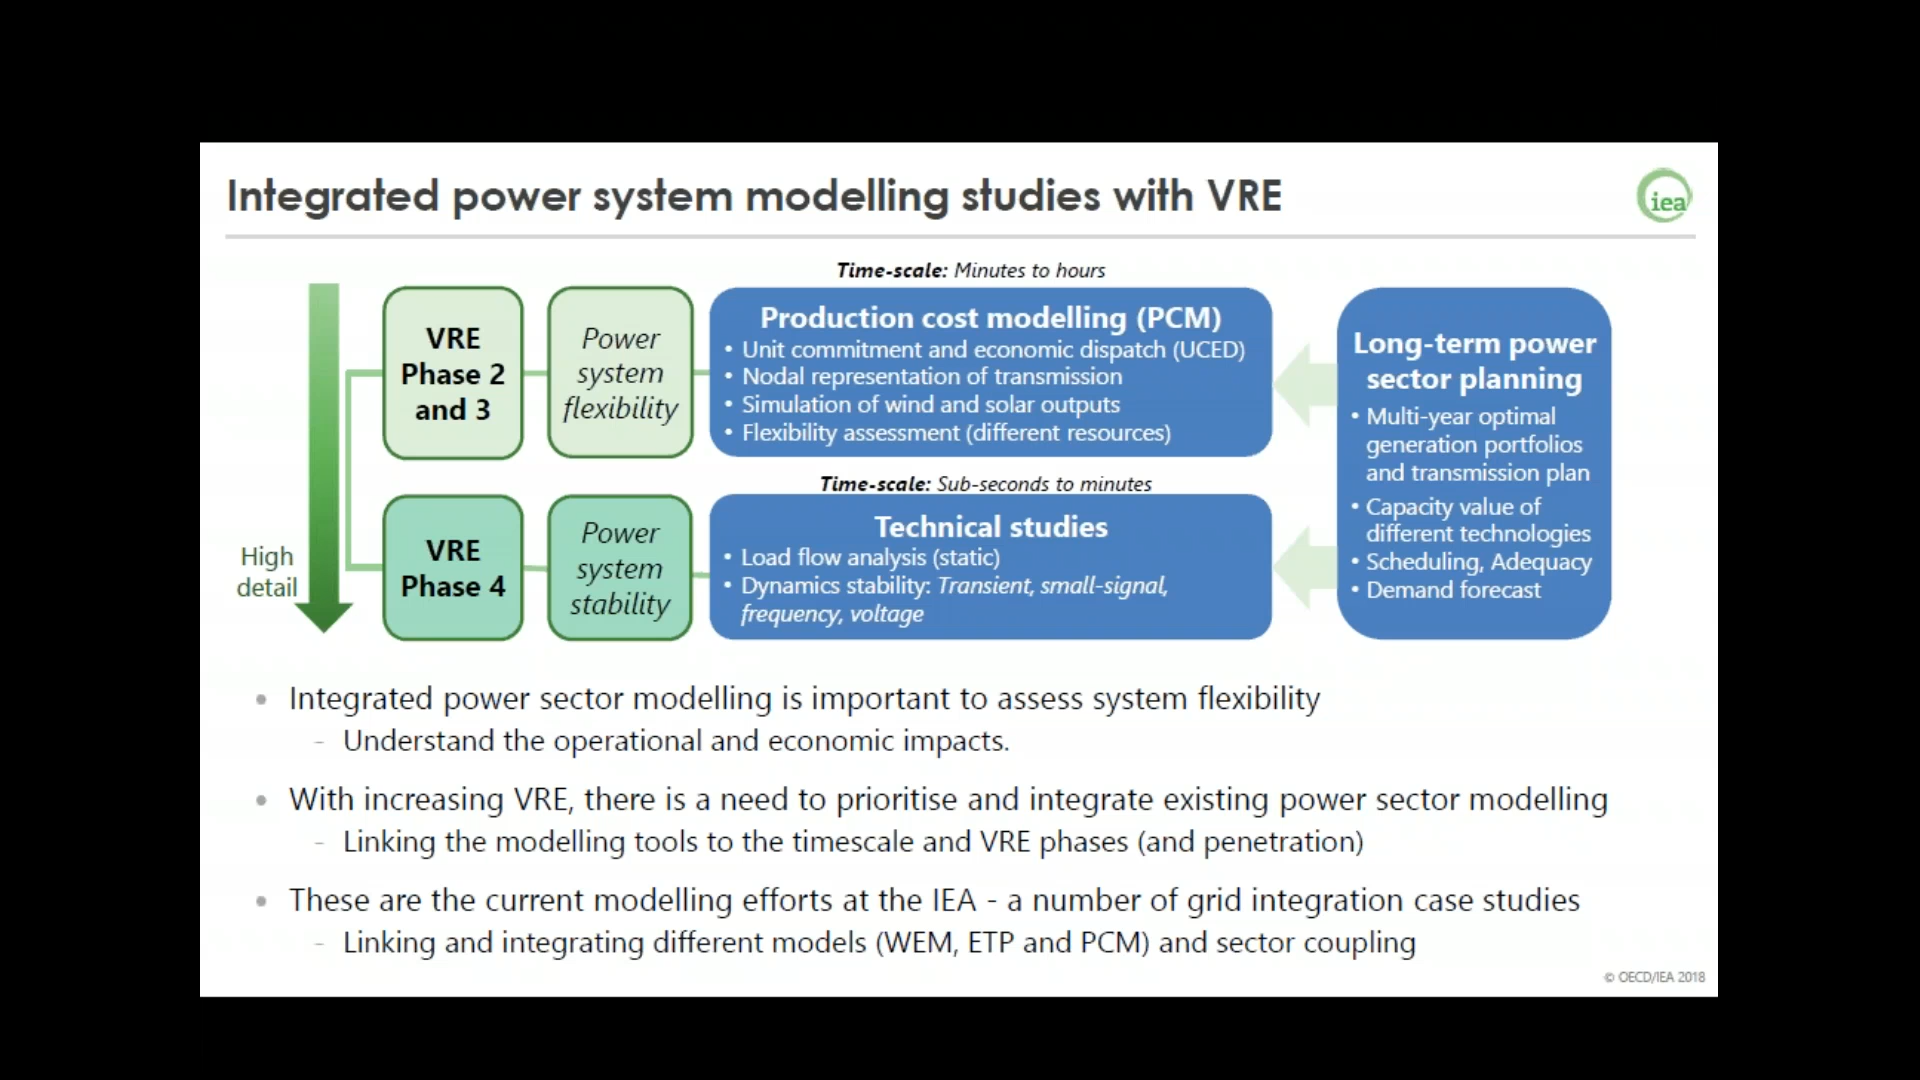 Integrated power system modelling studies with VRE
iea
Time-scale: Minutes to hours
High
detail
VRE
Phase 2
and 3
Power
system
flexibility
Production cost modelling (PCM)
• Unit commitment and economic dispatch (UCED)
• Nodal representation of transmission
• Simulation of wind and solar outputs
• Flexibility assessment (different resources)
Time-scale: Sub-seconds to minutes
VRE
Phase 4
Power
system
stability
Technical studies
• Load flow analysis (static)
• Dynamics stability: Transient, small-signal,
frequency, voltage
Long-term power
sector planning
• Multi-year optimal
generation portfolios
and transmission plan
• Capacity value of
different technologies
• Scheduling, Adequacy
• Demand forecast
• Integrated power sector modelling is important to assess system flexibility
- Understand the operational and economic impacts.
• With increasing VRE, there is a need to prioritise and integrate existing power sector modelling
- Linking the modelling tools to the timescale and VRE phases (and penetration)
• These are the current modelling efforts at the IEA - a number of grid integration case studies
- Linking and integrating different models (WEM, ETP and PCM) and sector coupling
© OECD/IEA 2018